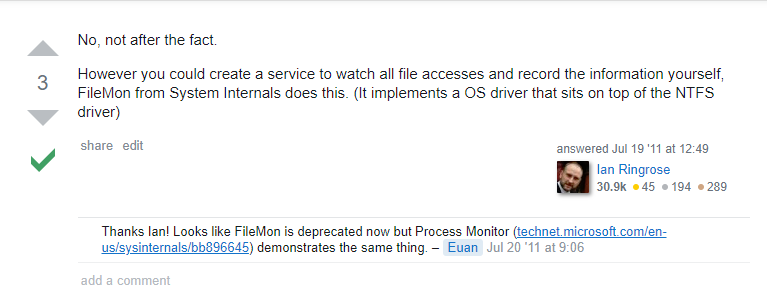 No, not after the fact.
3
However you could create a service to watch all file accesses and record the information yourself,
FileMon from System Internals does this. (It implements a OS driver that sits on top of the NTFS
driver)
share edit
answered Jul 19 '11 at 12:49
Ian Ringrose
30.9k 45 194 289
Thanks Ian! Looks like FileMon is deprecated now but Process Monitor (technet.microsoft.com/en-
us/sysinternals/bb896645) demonstrates the same thing. – Euan Jul 20 '11 at 9:06
add a comment